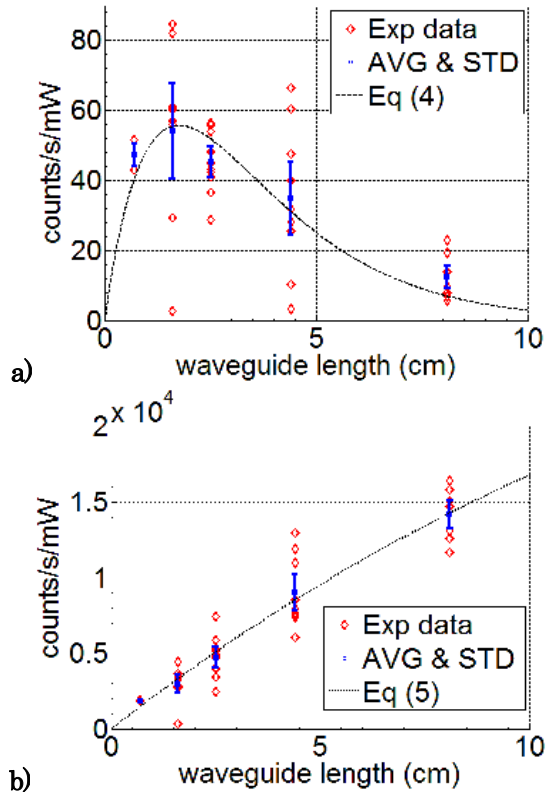 100
Exp data
AVG & STD
Eq (4)
80
60
40
20
0
counts/s/mW
0
5
10
waveguide length (cm)
a)
2 x 10^4
1.5
1
0.5
0
counts/s/mW
Exp data
AVG & STD
Eq (5)
0
5
10
waveguide length (cm)
b)